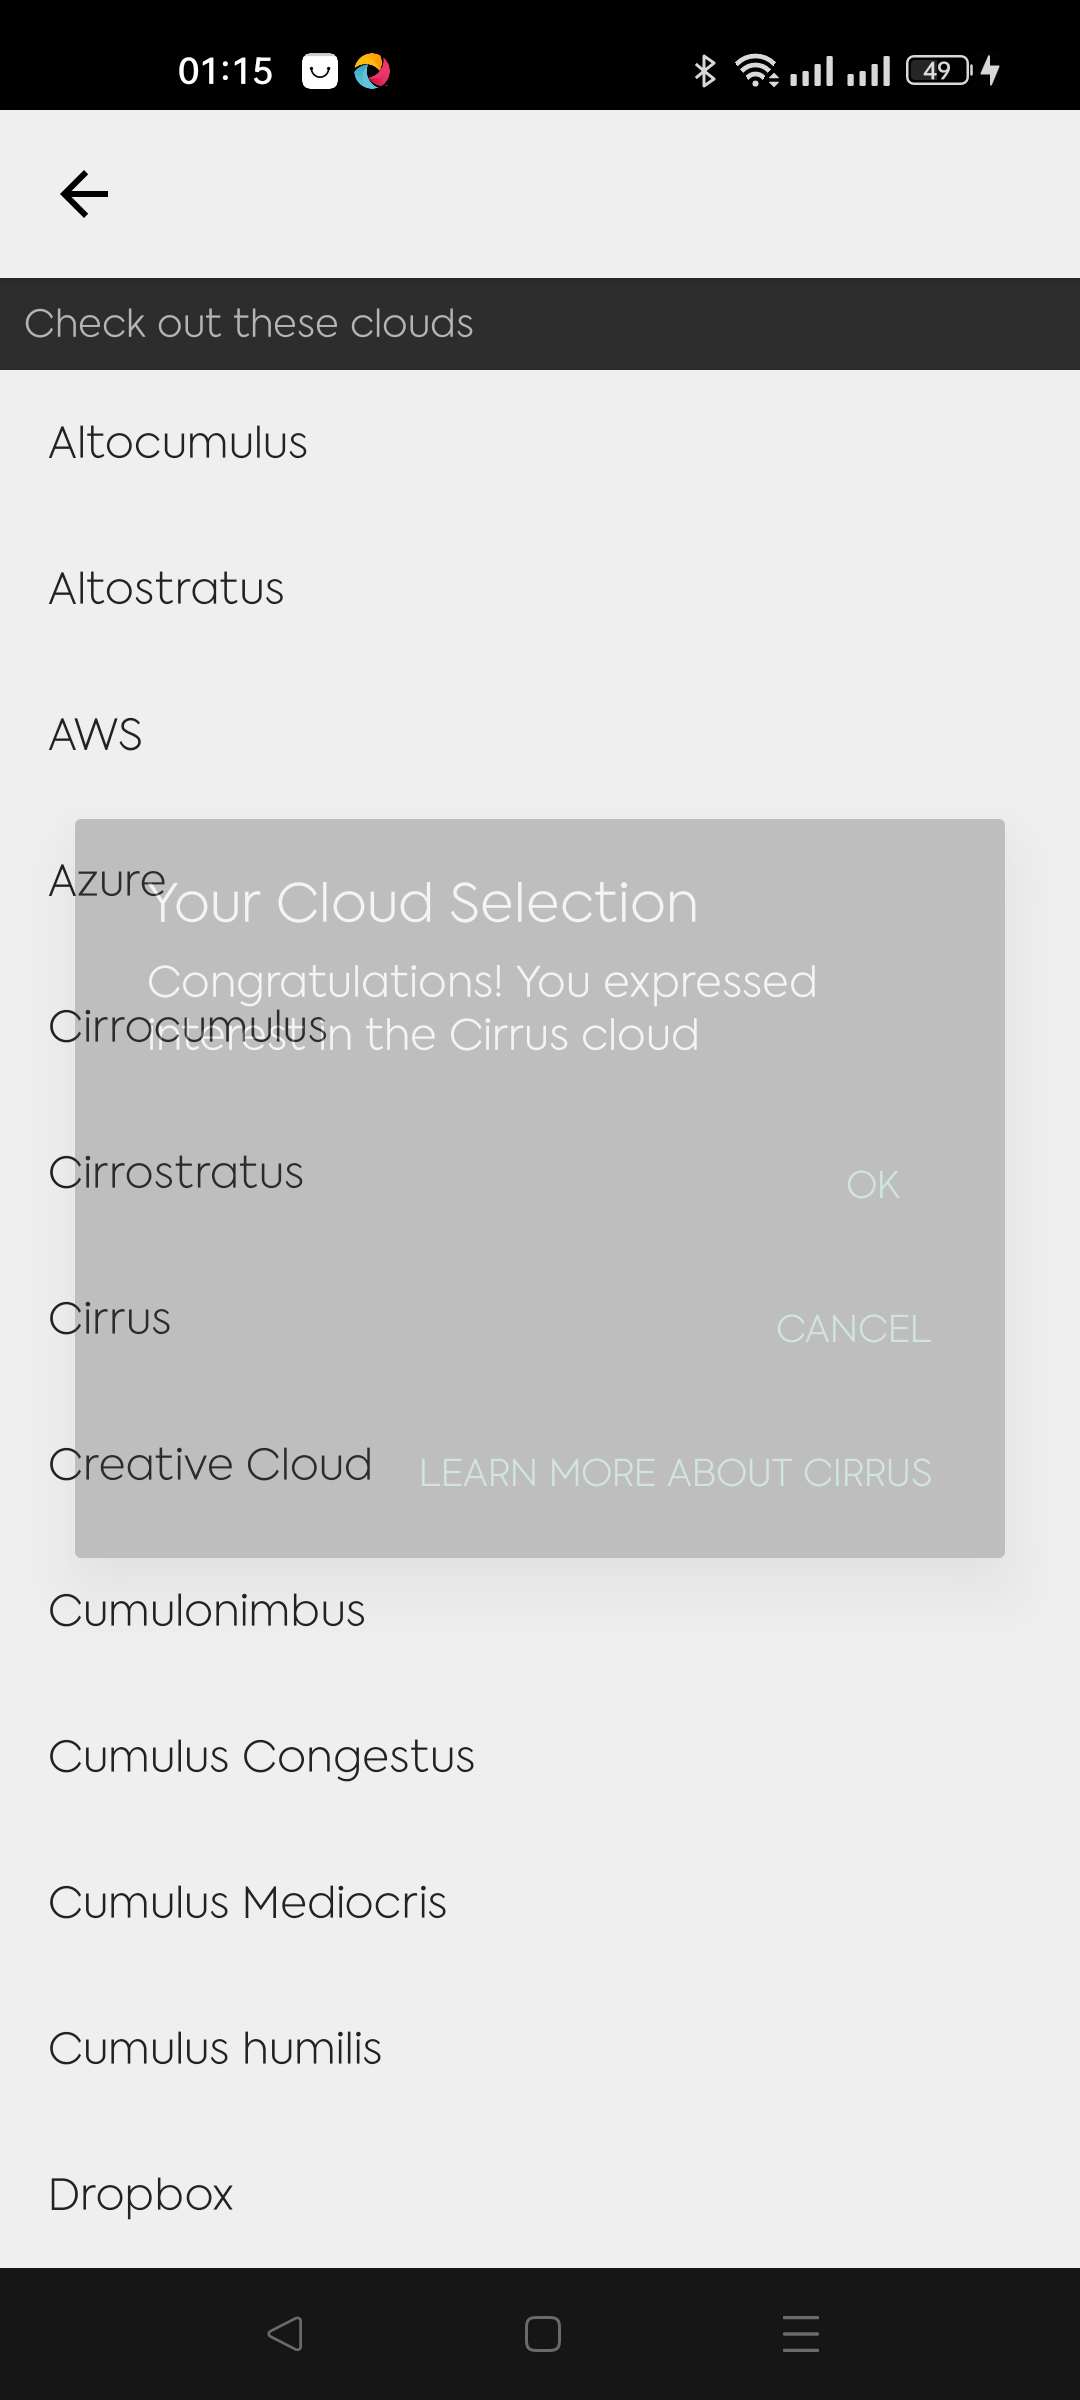 01:15
49
Check out these clouds
Altocumulus
Altostratus
AWS
Azure
Your Cloud Selection
Congratulations! You expressed
interest in the Cirrus cloud
Cirrocumulus
Cirrostratus
OK
Cirrus
CANCEL
Creative Cloud
LEARN MORE ABOUT CIRRUS
Cumulonimbus
Cumulus Congestus
Cumulus Mediocris
Cumulus humilis
Dropbox